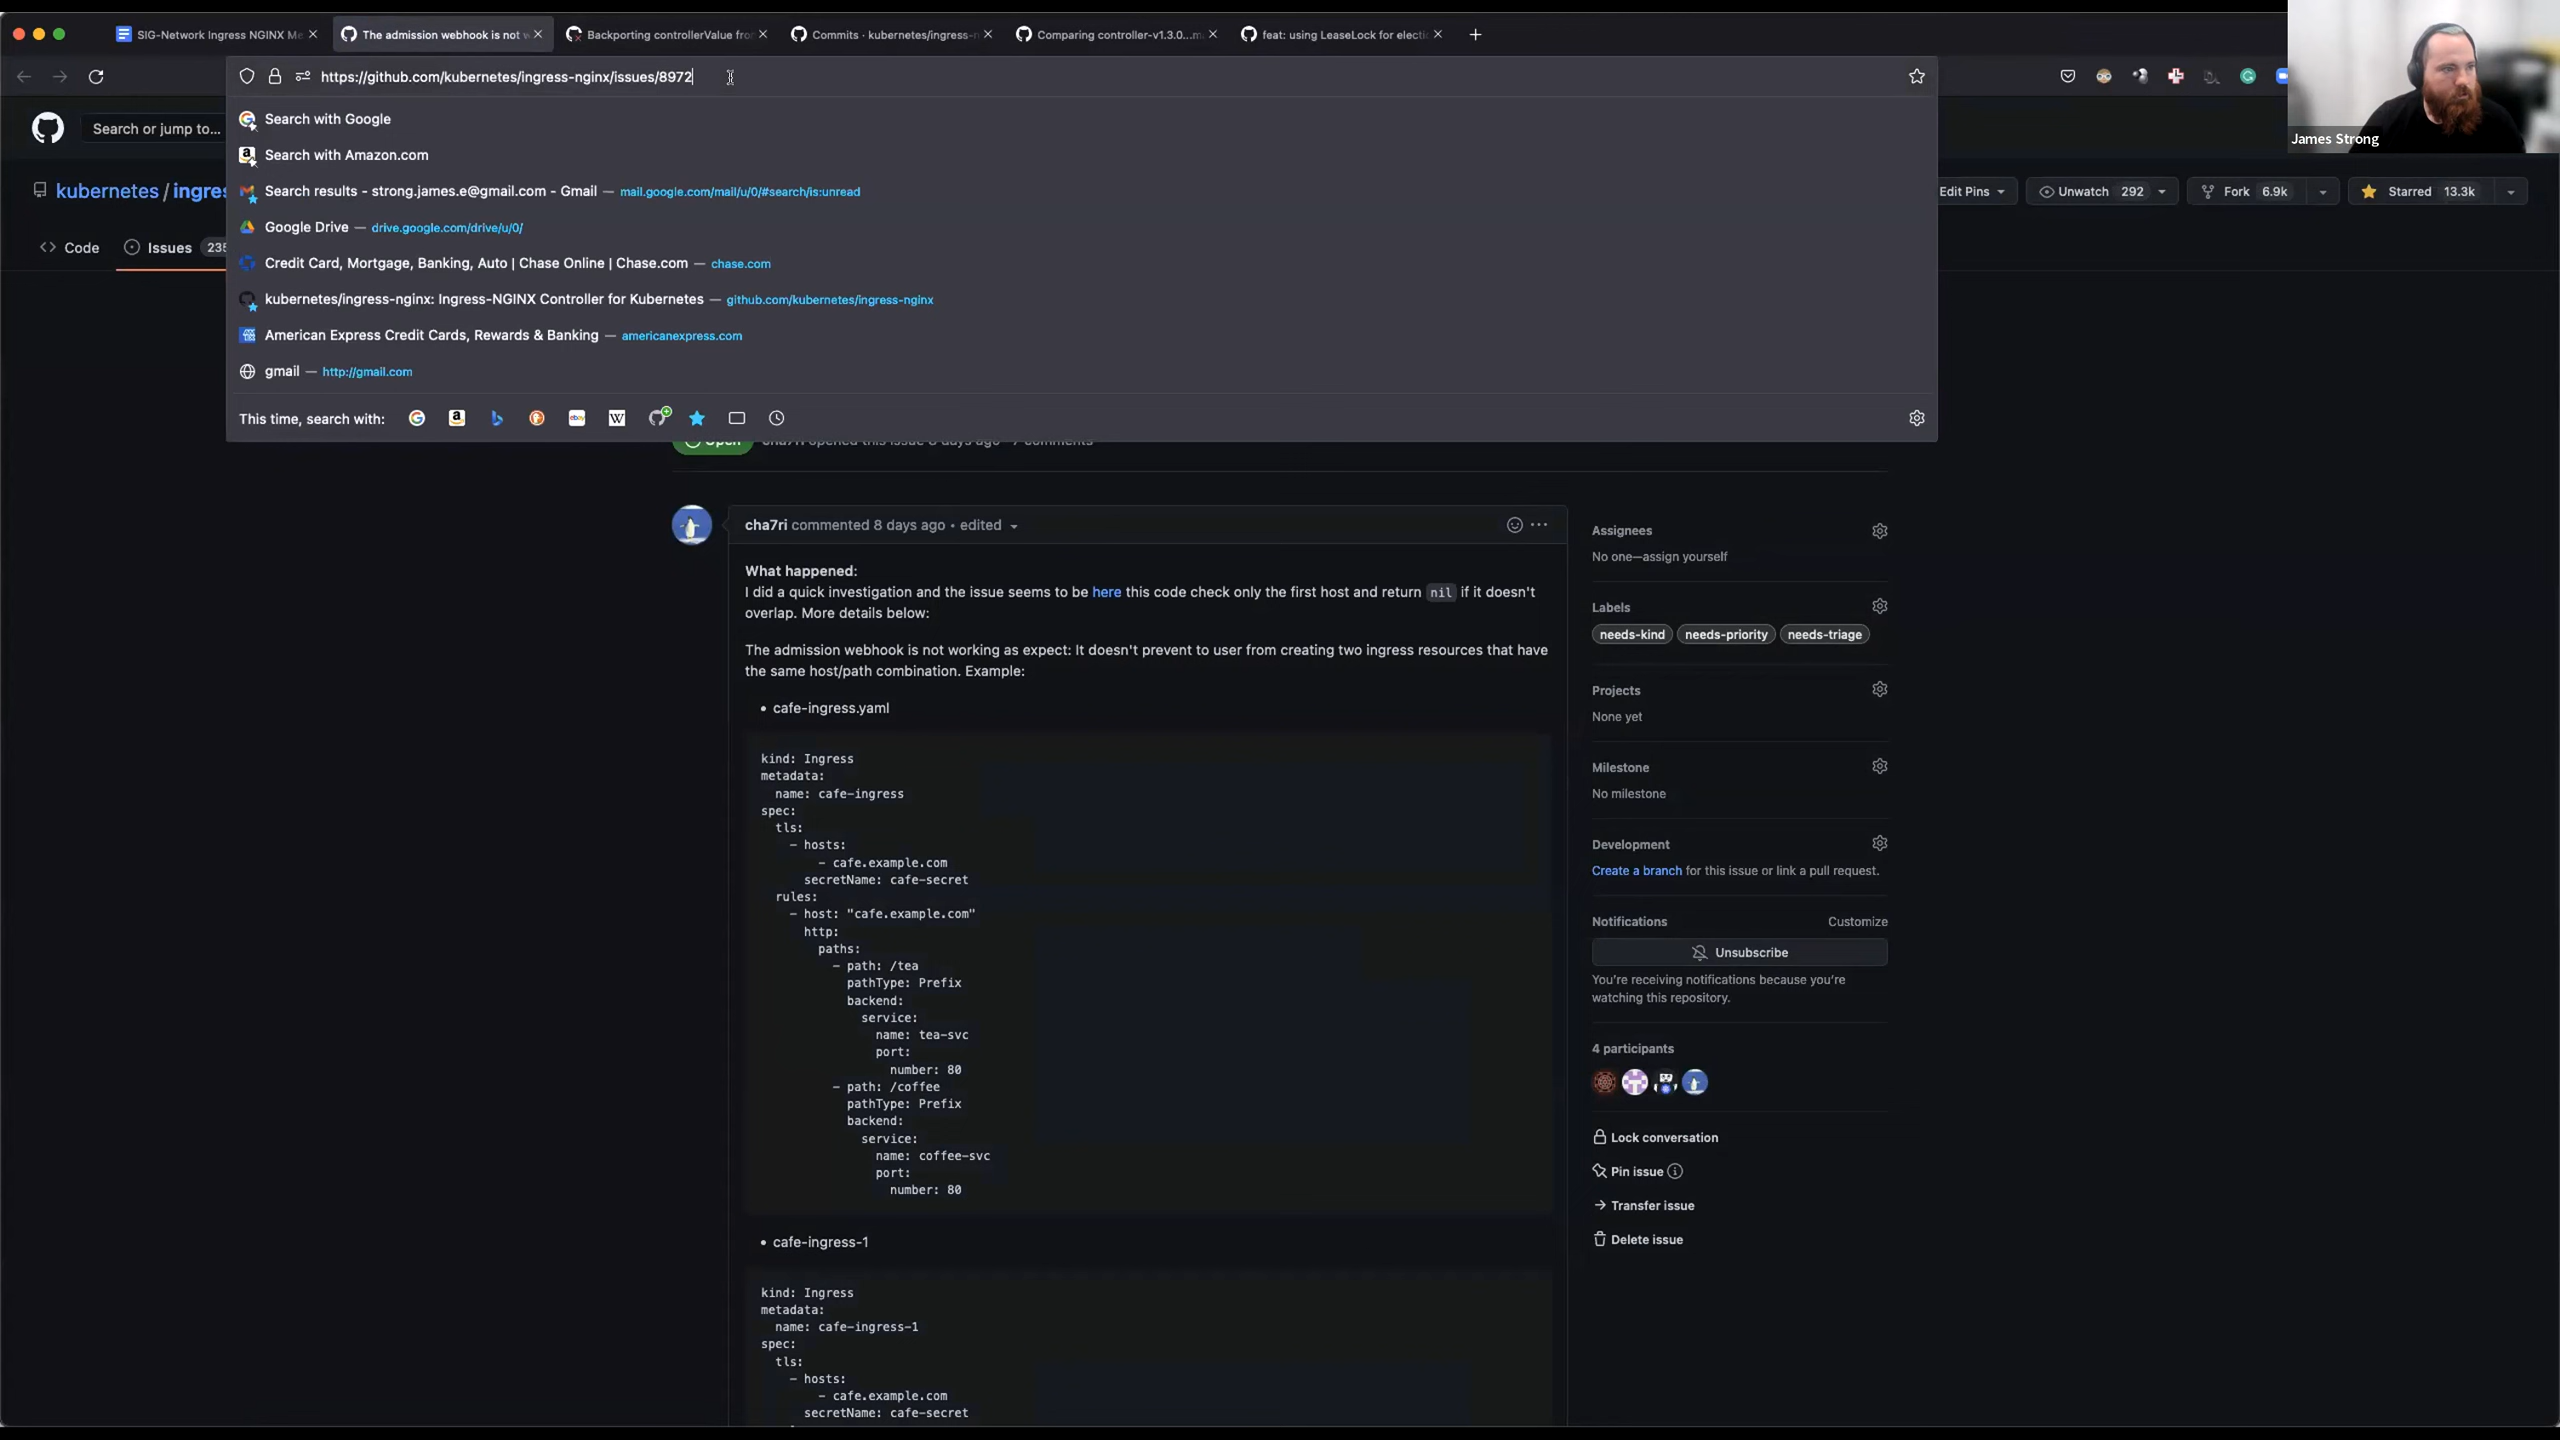 SIG-Network Ingress NGINX Me
The admission webhook is not w
Backporting controllerValue from
Commits · kubernetes/ingress-n
Comparing controller-v1.3.0...m
feat: using LeaseLock for electi
https://github.com/kubernetes/ingress-nginx/issues/8972
Search with Google
Search with Amazon.com
Search results - strong.james.e@gmail.com - Gmail — mail.google.com/mail/u/0/#search/is:unread
Google Drive — drive.google.com/drive/u/0/
Credit Card, Mortgage, Banking, Auto | Chase Online | Chase.com — chase.com
kubernetes/ingress-nginx: Ingress-NGINX Controller for Kubernetes — github.com/kubernetes/ingress-nginx
American Express Credit Cards, Rewards & Banking — americanexpress.com
gmail — http://gmail.com
This time, search with:
James Strong
Search or jump to...
kubernetes / ingres
Edit Pins
Unwatch 292
Fork 6.9k
Starred 13.3k
Code
Issues 235
Open
cha7ri opened this issue 8 days ago · 7 comments
cha7ri commented 8 days ago • edited
What happened:
I did a quick investigation and the issue seems to be here this code check only the first host and return nil if it doesn't
overlap. More details below:
The admission webhook is not working as expect: It doesn't prevent to user from creating two ingress resources that have
the same host/path combination. Example:
• cafe-ingress.yaml
kind: Ingress
metadata:
name: cafe-ingress
spec:
tls:
- hosts:
- cafe.example.com
secretName: cafe-secret
rules:
- host: "cafe.example.com"
http:
paths:
- path: /tea
pathType: Prefix
backend:
service:
name: tea-svc
port:
number: 80
- path: /coffee
pathType: Prefix
backend:
service:
name: coffee-svc
port:
number: 80
• cafe-ingress-1
kind: Ingress
metadata:
name: cafe-ingress-1
spec:
tls:
- hosts:
- cafe.example.com
secretName: cafe-secret
Assignees
No one—assign yourself
Labels
needs-kind needs-priority needs-triage
Projects
None yet
Milestone
No milestone
Development
Create a branch for this issue or link a pull request.
Notifications
Customize
Unsubscribe
You're receiving notifications because you're
watching this repository.
4 participants
Lock conversation
Pin issue
Transfer issue
Delete issue